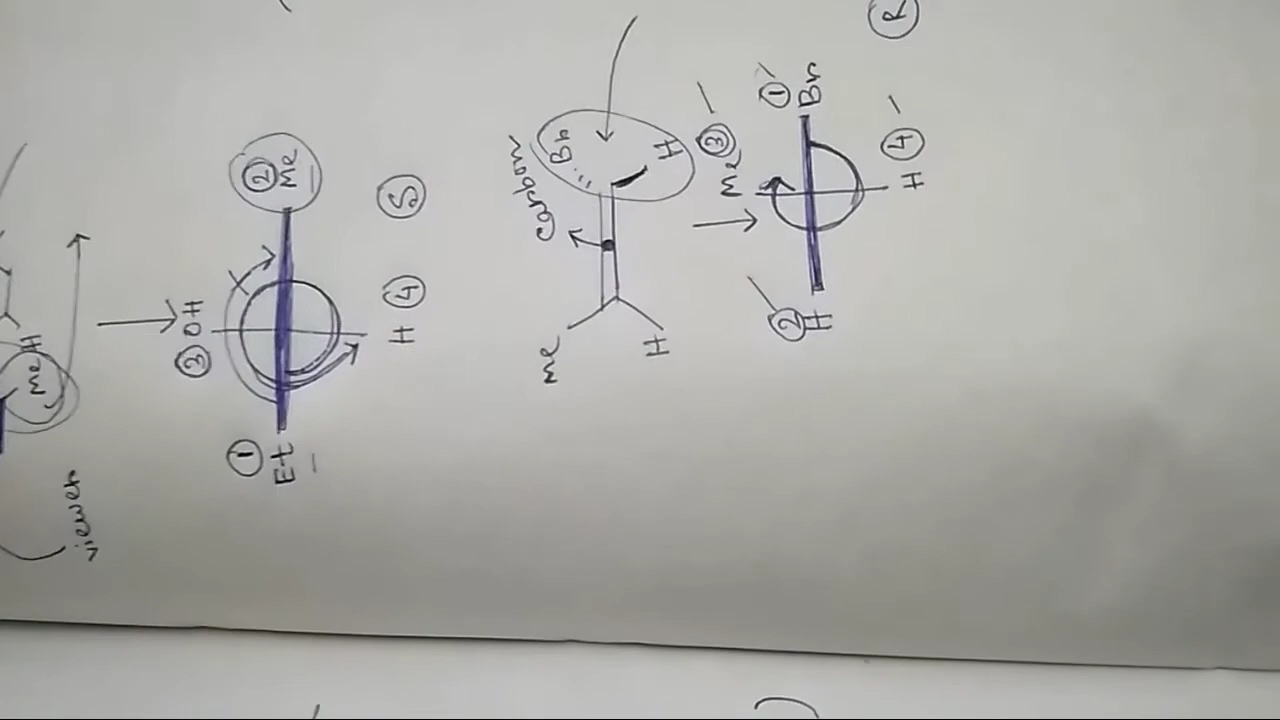 Me H
viewer
③ OH
① ②
Et Me
H ④ Ⓢ
Carbon
Me Br
H H
Me ③
② ①
H Br
H ④ Ⓡ